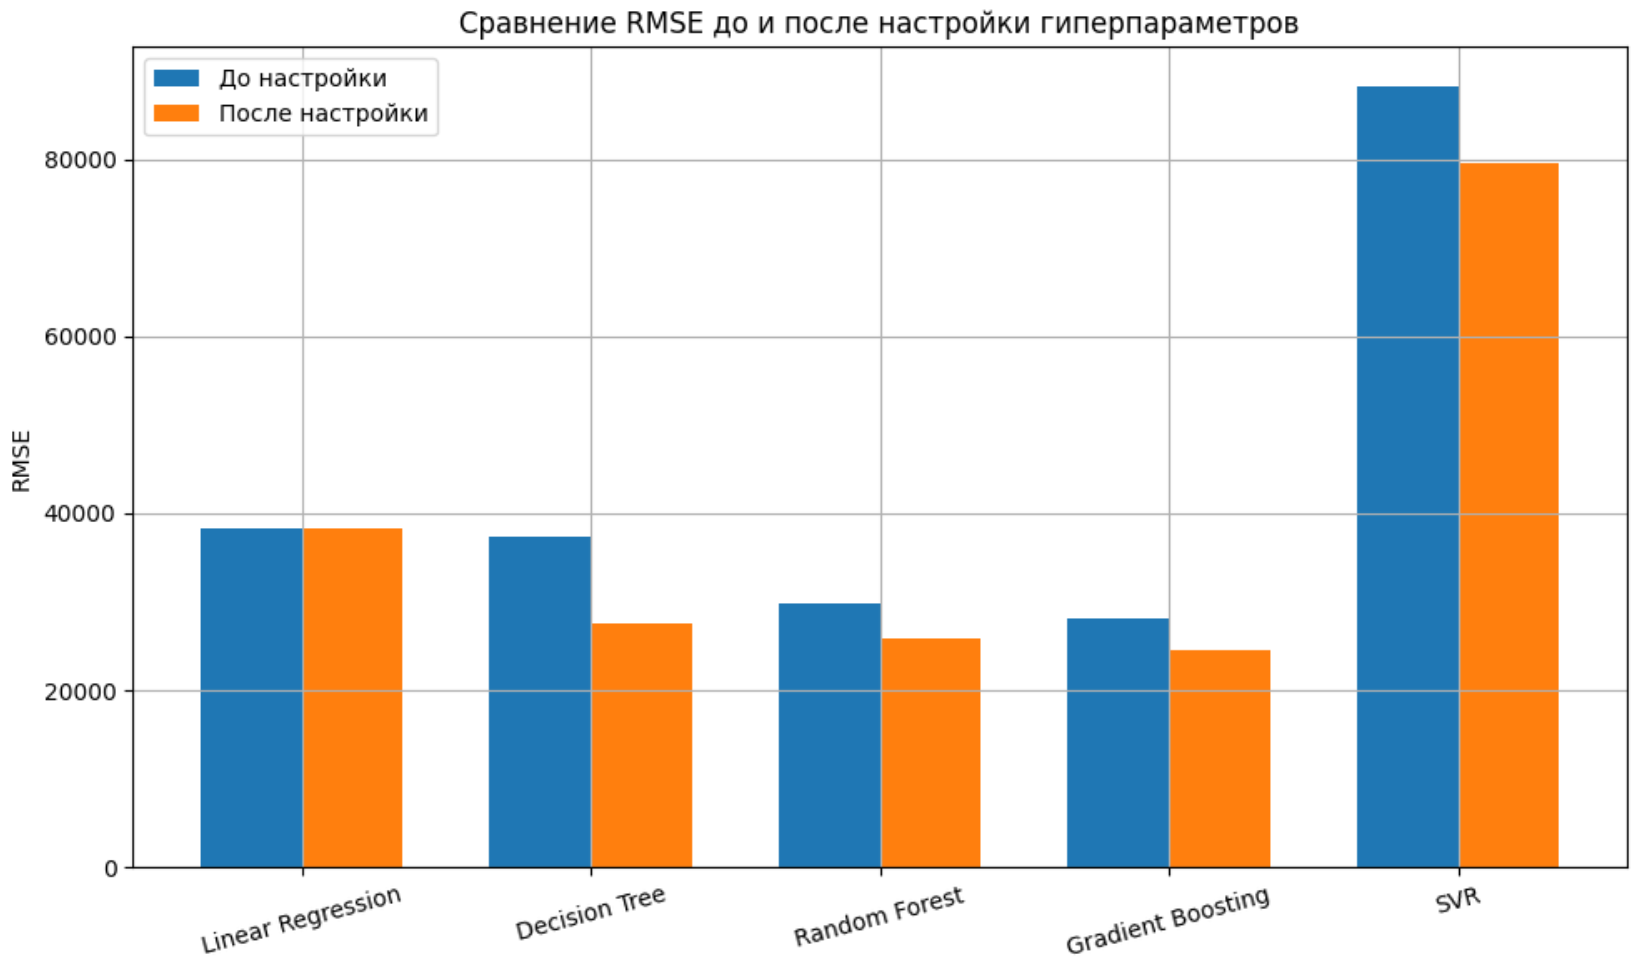 Сравнение RMSE до и после настройки гиперпараметров
До настройки
После настройки
RMSE
80000
60000
40000
20000
0
Linear Regression
Decision Tree
Random Forest
Gradient Boosting
SVR